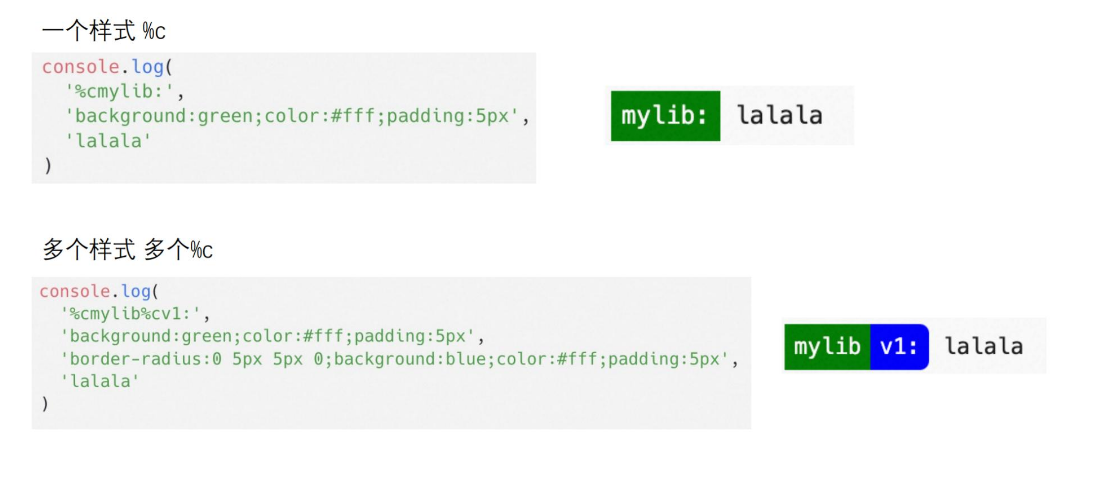 一个样式 %c
console.log(
'%cmylib:',
'background:green;color:#fff;padding:5px',
'lalala'
)
mylib: lalala
多个样式 多个%c
console.log(
'%cmylib%cv1:',
'background:green;color:#fff;padding:5px',
'border-radius:0 5px 5px 0;background:blue;color:#fff;padding:5px',
'lalala'
)
mylib v1: lalala